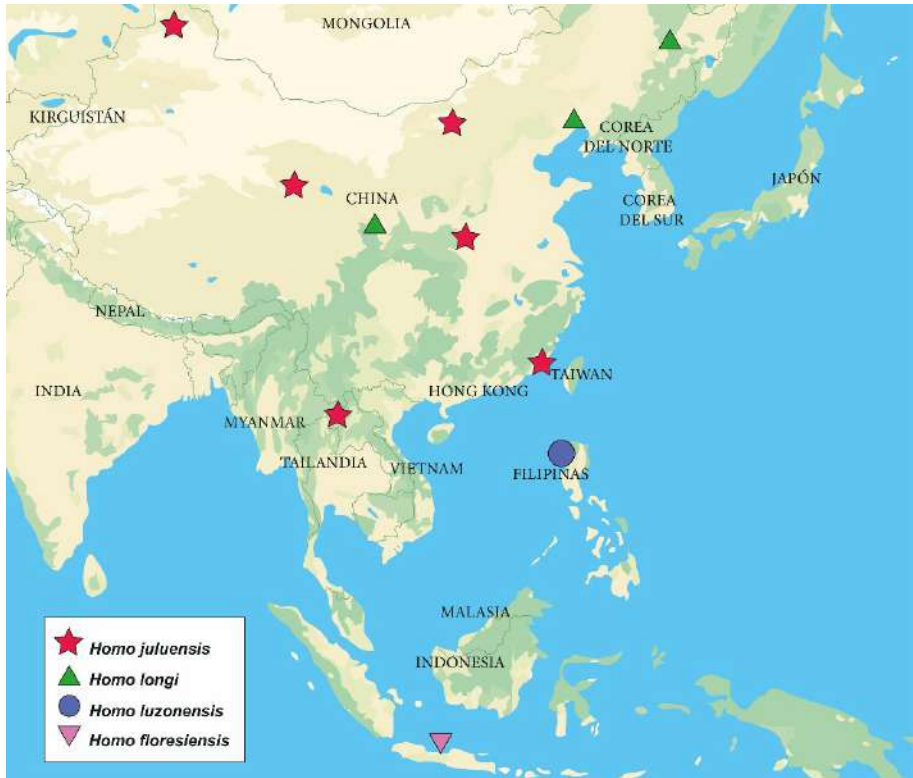 MONGOLIA
KIRGUISTÁN
COREA
DEL NORTE
JAPÓN
CHINA
COREA
DEL SUR
NEPAL
INDIA
TAIWAN
HONG KONG
MYANMAR
TAILANDIA
VIETNAM
FILIPINAS
MALASIA
INDONESIA
Homo juluensis
Homo longi
Homo luzonensis
Homo floresiensis